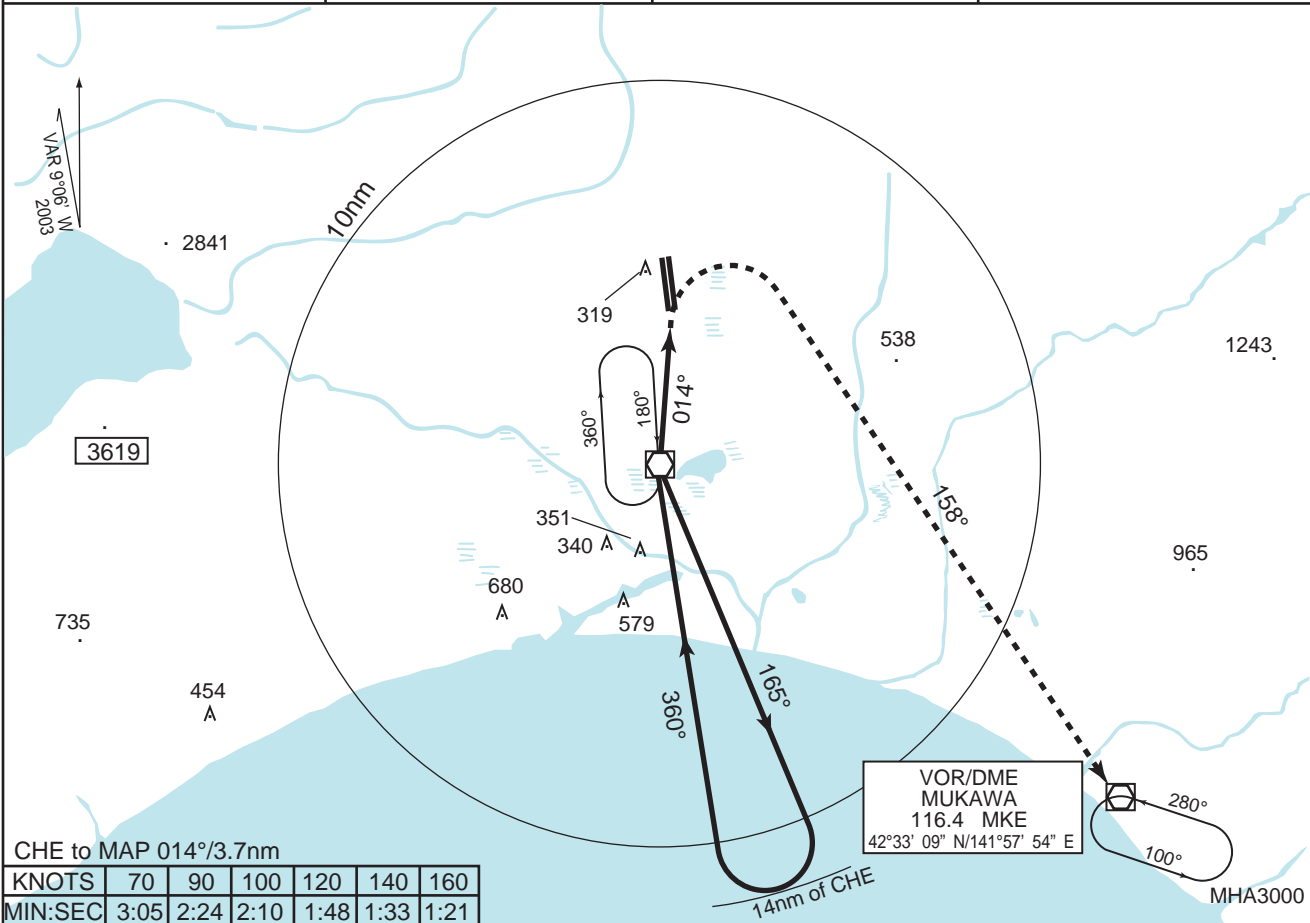 VAR 9°06' W
2003
2841
10nm
319
538
1243
3619
360°
180°
014°
351
340
158°
965
680
579
735
454
360°
165°
VOR/DME
MUKAWA
116.4 MKE
42°33' 09" N/141°57' 54" E
280°
100°
MHA3000
14nm of CHE
CHE to MAP 014°/3.7nm
KNOTS 70 90 100 120 140 160
MIN:SEC 3:05 2:24 2:10 1:48 1:33 1:21